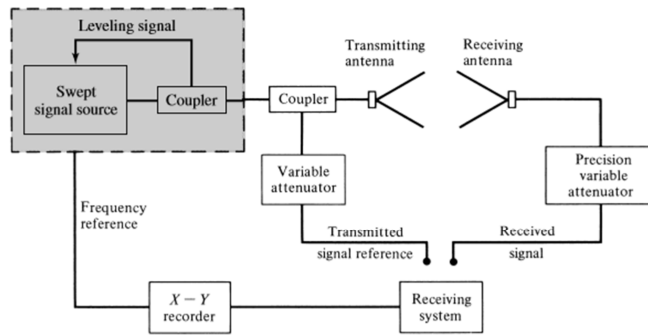 Leveling signal
Swept
signal source
Coupler
Coupler
Transmitting
antenna
Receiving
antenna
Variable
attenuator
Precision
variable
attenuator
Frequency
reference
Transmitted
signal reference
Received
signal
X – Y
recorder
Receiving
system